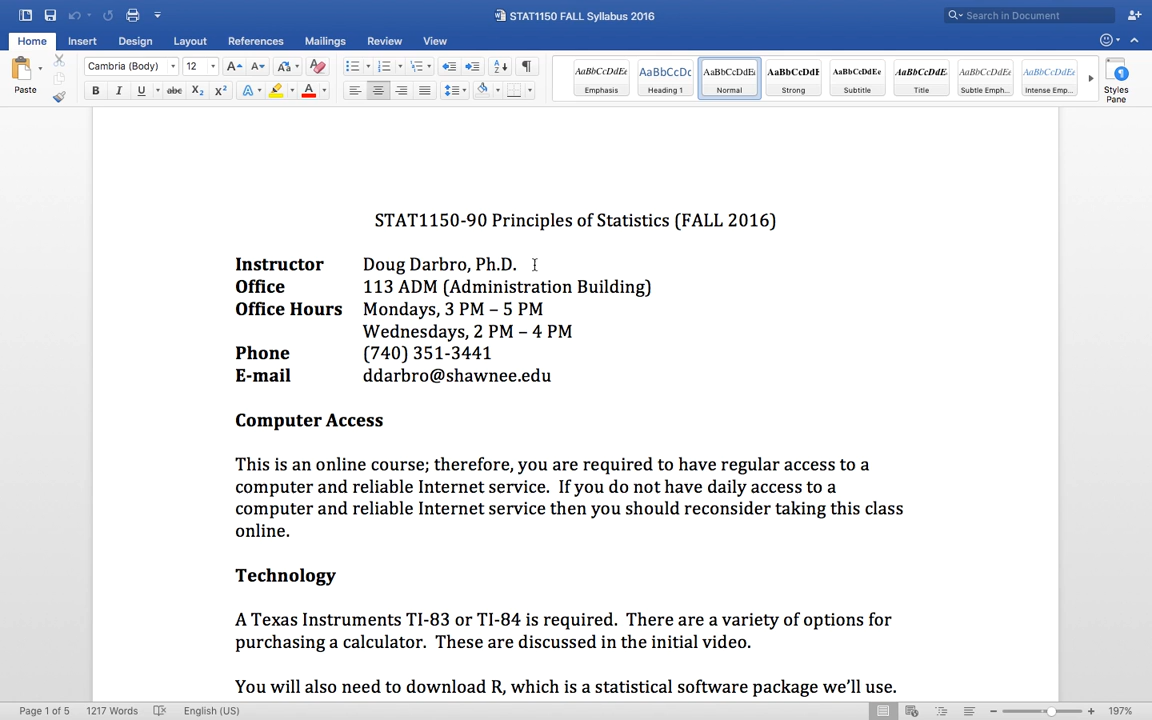 STAT1150 FALL Syllabus 2016
Search in Document
Home Insert Design Layout References Mailings Review View
Paste
Cambria (Body) 12
AaBbCcDdEe AaBbCcDc AaBbCcDdEe AaBbCcDdE AaBbCcDdEe AaBbCcDdE AaBbCcDdEe AaBbCcDdEe
Emphasis Heading 1 Normal Strong Subtitle Title Subtle Emph... Intense Emp...
Styles
Pane
STAT1150-90 Principles of Statistics (FALL 2016)
Instructor Doug Darbro, Ph.D.
Office 113 ADM (Administration Building)
Office Hours Mondays, 3 PM – 5 PM
Wednesdays, 2 PM – 4 PM
Phone (740) 351-3441
E-mail ddarbro@shawnee.edu
Computer Access
This is an online course; therefore, you are required to have regular access to a
computer and reliable Internet service.  If you do not have daily access to a
computer and reliable Internet service then you should reconsider taking this class
online.
Technology
A Texas Instruments TI-83 or TI-84 is required.  There are a variety of options for
purchasing a calculator.  These are discussed in the initial video.
You will also need to download R, which is a statistical software package we'll use.
Page 1 of 5 1217 Words English (US) 197%